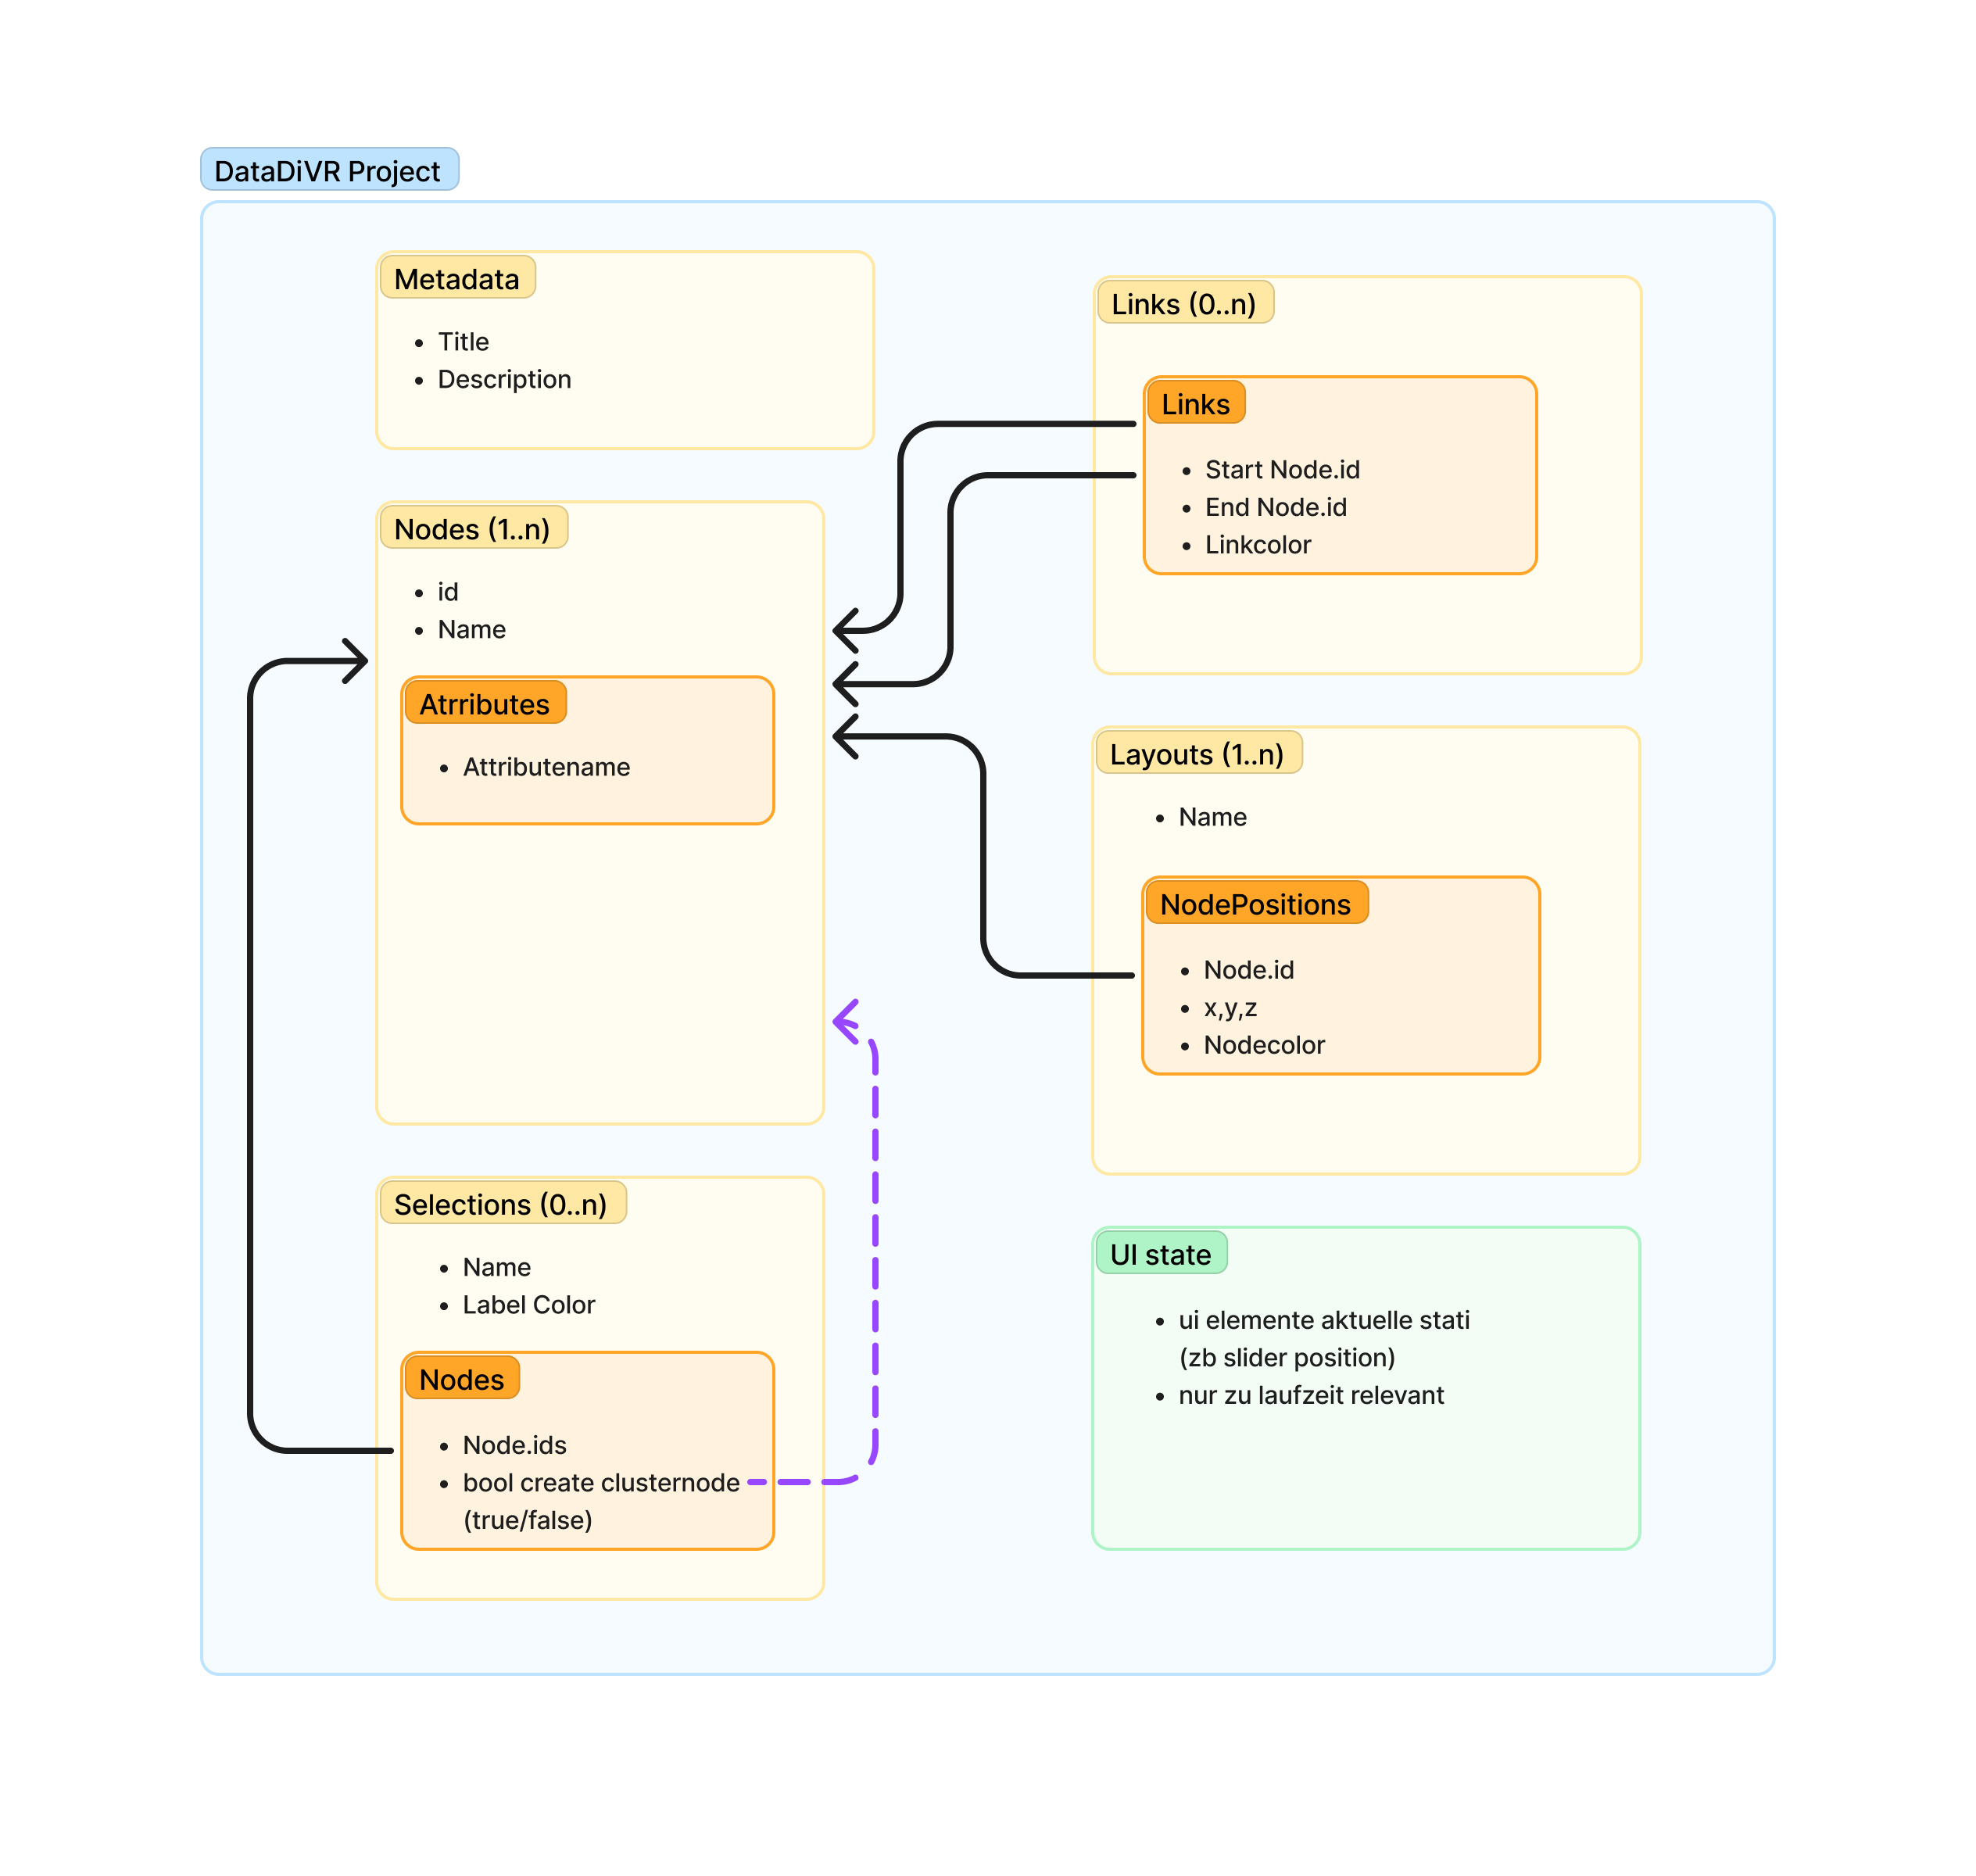 DataDiVR Project
Metadata
Title
Description
Nodes (1..n)
id
Name
Atrributes
Attributename
Selections (0..n)
Name
Label Color
Nodes
Node.ids
bool create clusternode
(true/false)
Links (0..n)
Links
Start Node.id
End Node.id
Linkcolor
Layouts (1..n)
Name
NodePositions
Node.id
x,y,z
Nodecolor
UI state
ui elemente aktuelle stati
(zb slider position)
nur zu laufzeit relevant